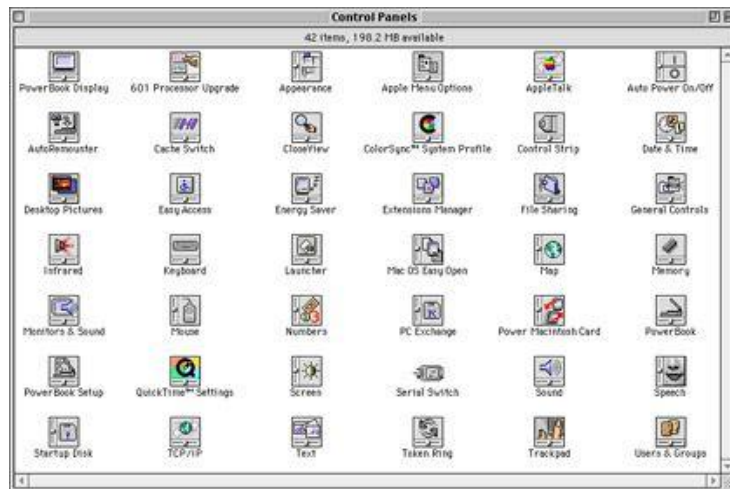 Control Panels
42 items, 198.2 MB available
PowerBook Display 601 Processor Upgrade Appearance Apple Menu Options AppleTalk Auto Power On/Off
AutoRemounter Cache Switch CloseView ColorSync™ System Profile Control Strip Date & Time
Desktop Pictures Easy Access Energy Saver Extensions Manager File Sharing General Controls
Infrared Keyboard Launcher Mac OS Easy Open Map Memory
Monitors & Sound Mouse Numbers PC Exchange Power Macintosh Card PowerBook
PowerBook Setup QuickTime™ Settings Screen Serial Switch Sound Speech
Startup Disk TCP/IP Text Token Ring Trackpad Users & Groups